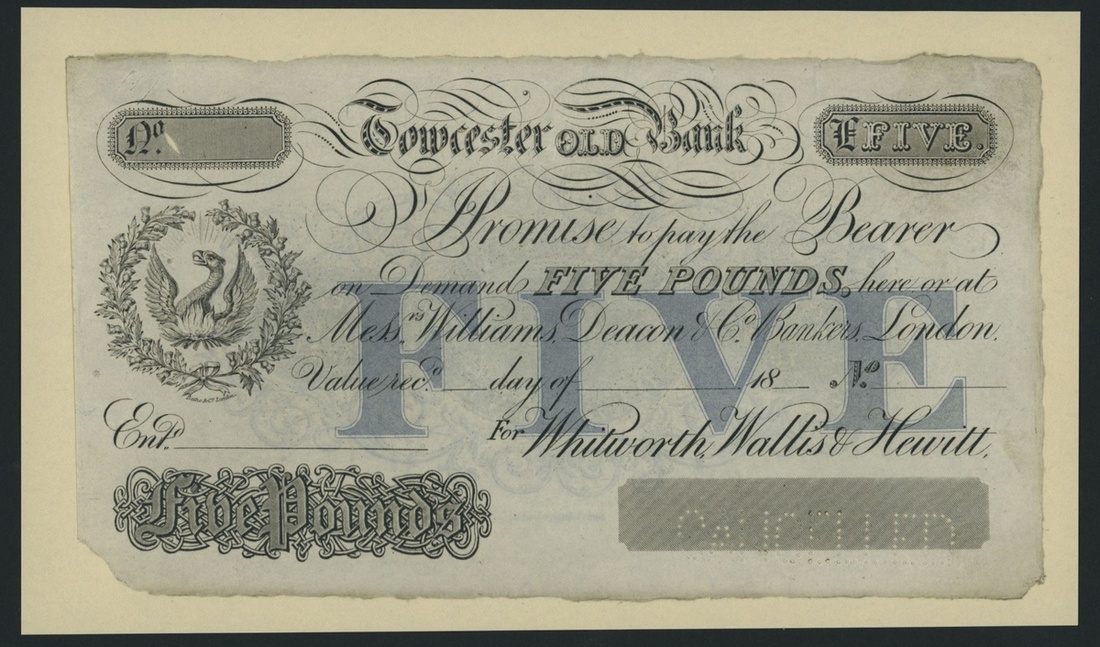 No.
Towcester OLD Bank
£FIVE.
I Promise to pay the Bearer
on Demand FIVE POUNDS, here or at
Messrs. Williams, Deacon & Co. Bankers, London.
Value recd. day of 18 No.
FIVE
Entd. For Whitworth, Wallis & Hewitt.
Five Pounds
CANCELLED